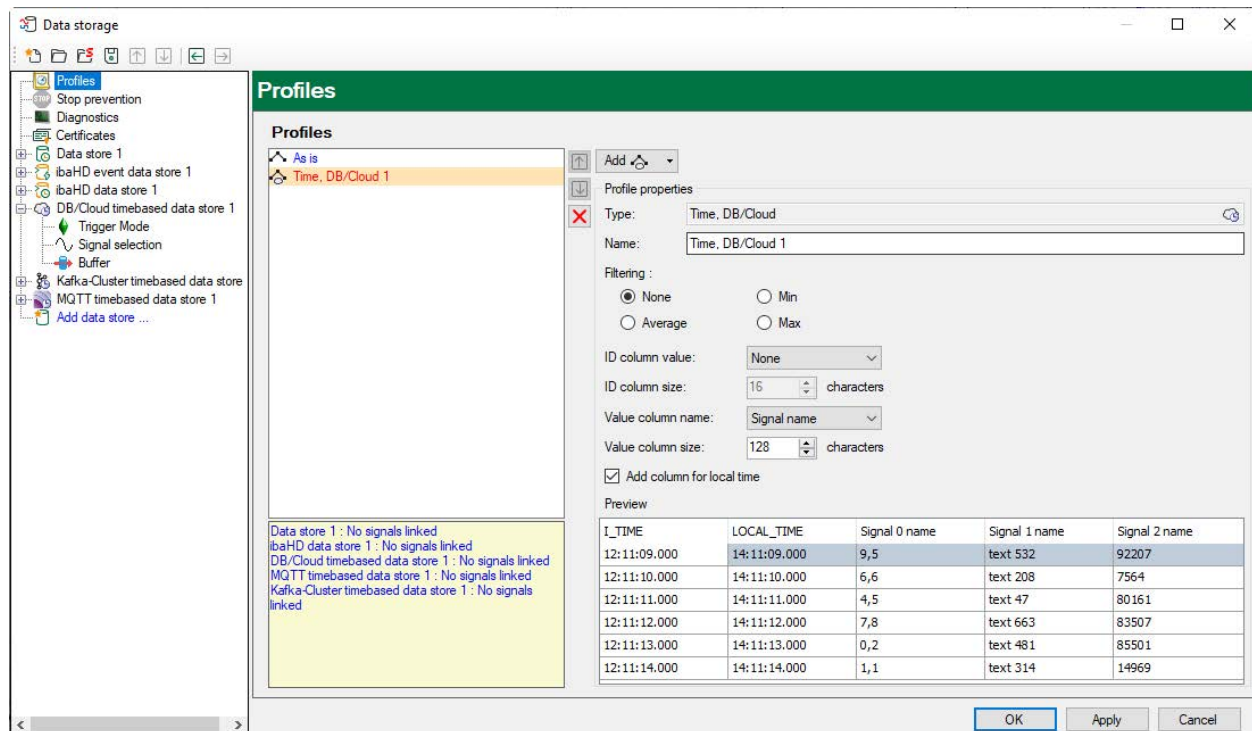 Data storage
Profiles
Stop prevention
Diagnostics
Certificates
Data store 1
ibaHD event data store 1
ibaHD data store 1
DB/Cloud timebased data store 1
Trigger Mode
Signal selection
Buffer
Kafka-Cluster timebased data store
MQTT timebased data store 1
Add data store ...
Profiles
Profiles
As is
Time, DB/Cloud 1
Data store 1 : No signals linked
ibaHD data store 1 : No signals linked
DB/Cloud timebased data store 1 : No signals linked
MQTT timebased data store 1 : No signals linked
Kafka-Cluster timebased data store 1 : No signals
linked
Add
Profile properties
Type: Time, DB/Cloud
Name: Time, DB/Cloud 1
Filtering :
None Min
Average Max
ID column value: None
ID column size: 16 characters
Value column name: Signal name
Value column size: 128 characters
Add column for local time
Preview
I_TIME LOCAL_TIME Signal 0 name Signal 1 name Signal 2 name
12:11:09.000 14:11:09.000 9,5 text 532 92207
12:11:10.000 14:11:10.000 6,6 text 208 7564
12:11:11.000 14:11:11.000 4,5 text 47 80161
12:11:12.000 14:11:12.000 7,8 text 663 83507
12:11:13.000 14:11:13.000 0,2 text 481 85501
12:11:14.000 14:11:14.000 1,1 text 314 14969
OK Apply Cancel